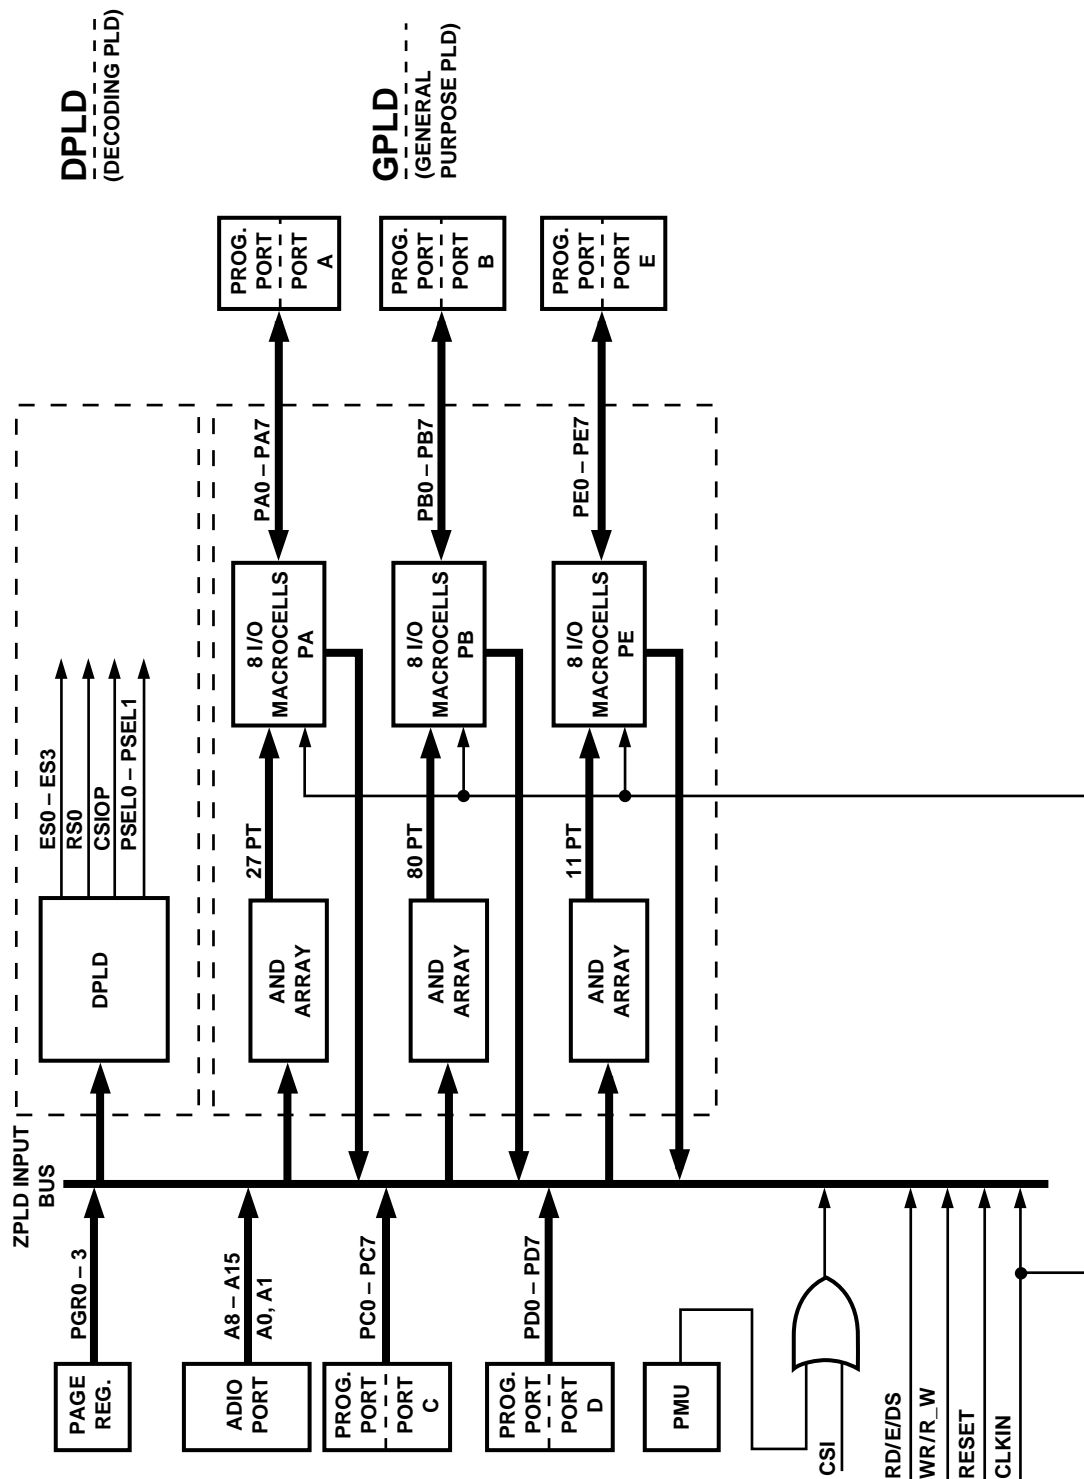 DPLD
(DECODING PLD)
GPLD
(GENERAL
PURPOSE PLD)
PROG.
PORT
PORT
A
PROG.
PORT
PORT
B
PROG.
PORT
PORT
E
PA0 – PA7
PB0 – PB7
PE0 – PE7
8 I/O
MACROCELLS
PA
8 I/O
MACROCELLS
PB
8 I/O
MACROCELLS
PE
ES0 – ES3
RS0
CSIOP
PSEL0 – PSEL1
27 PT
80 PT
11 PT
DPLD
AND
ARRAY
AND
ARRAY
AND
ARRAY
ZPLD INPUT
BUS
PGR0 – 3
A8 – A15
A0, A1
PC0 – PC7
PD0 – PD7
PAGE
REG.
ADIO
PORT
PROG.
PORT
PORT
C
PROG.
PORT
PORT
D
PMU
CSI
RD/E/DS
WR/R_W
RESET
CLKIN